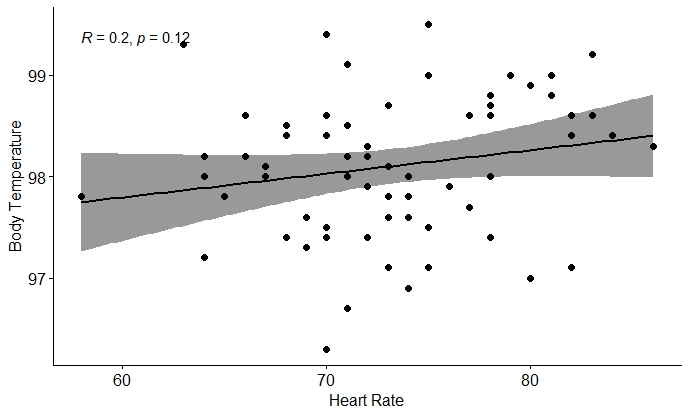 R = 0.2, p = 0.12
99
98
97
Body Temperature
60 70 80
Heart Rate